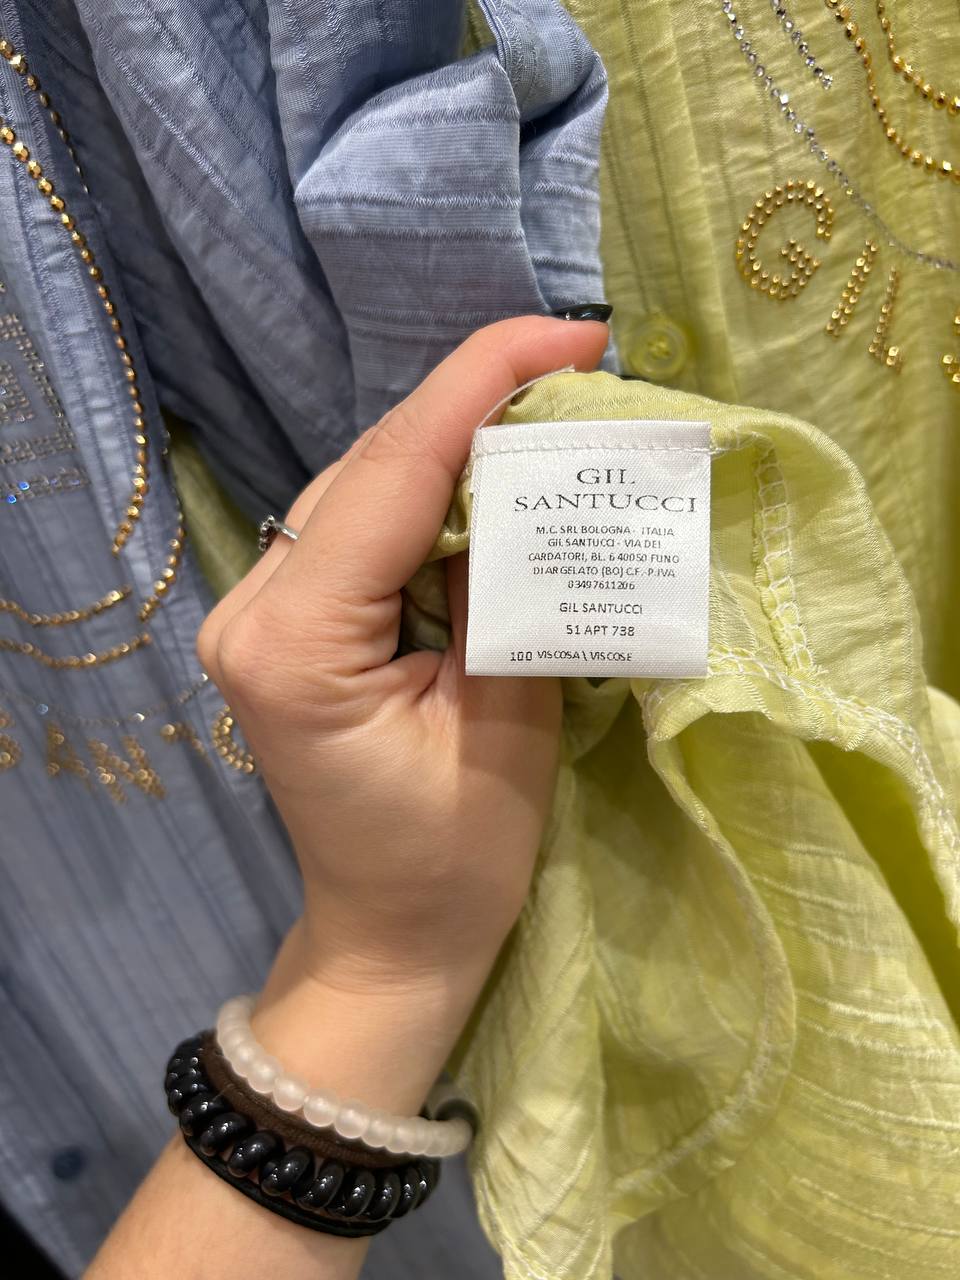 GIL
GIL
SANTUCCI
M.C. SRL BOLOGNA - ITALIA
GIL SANTUCCI - VIA DEI
CARDATORI, BL. 6 40050 FUNO
DI ARGELATO (BO) C.F. - P.IVA
03497611206
GIL SANTUCCI
51 APT 738
100 VISCOSA \ VISCOSE